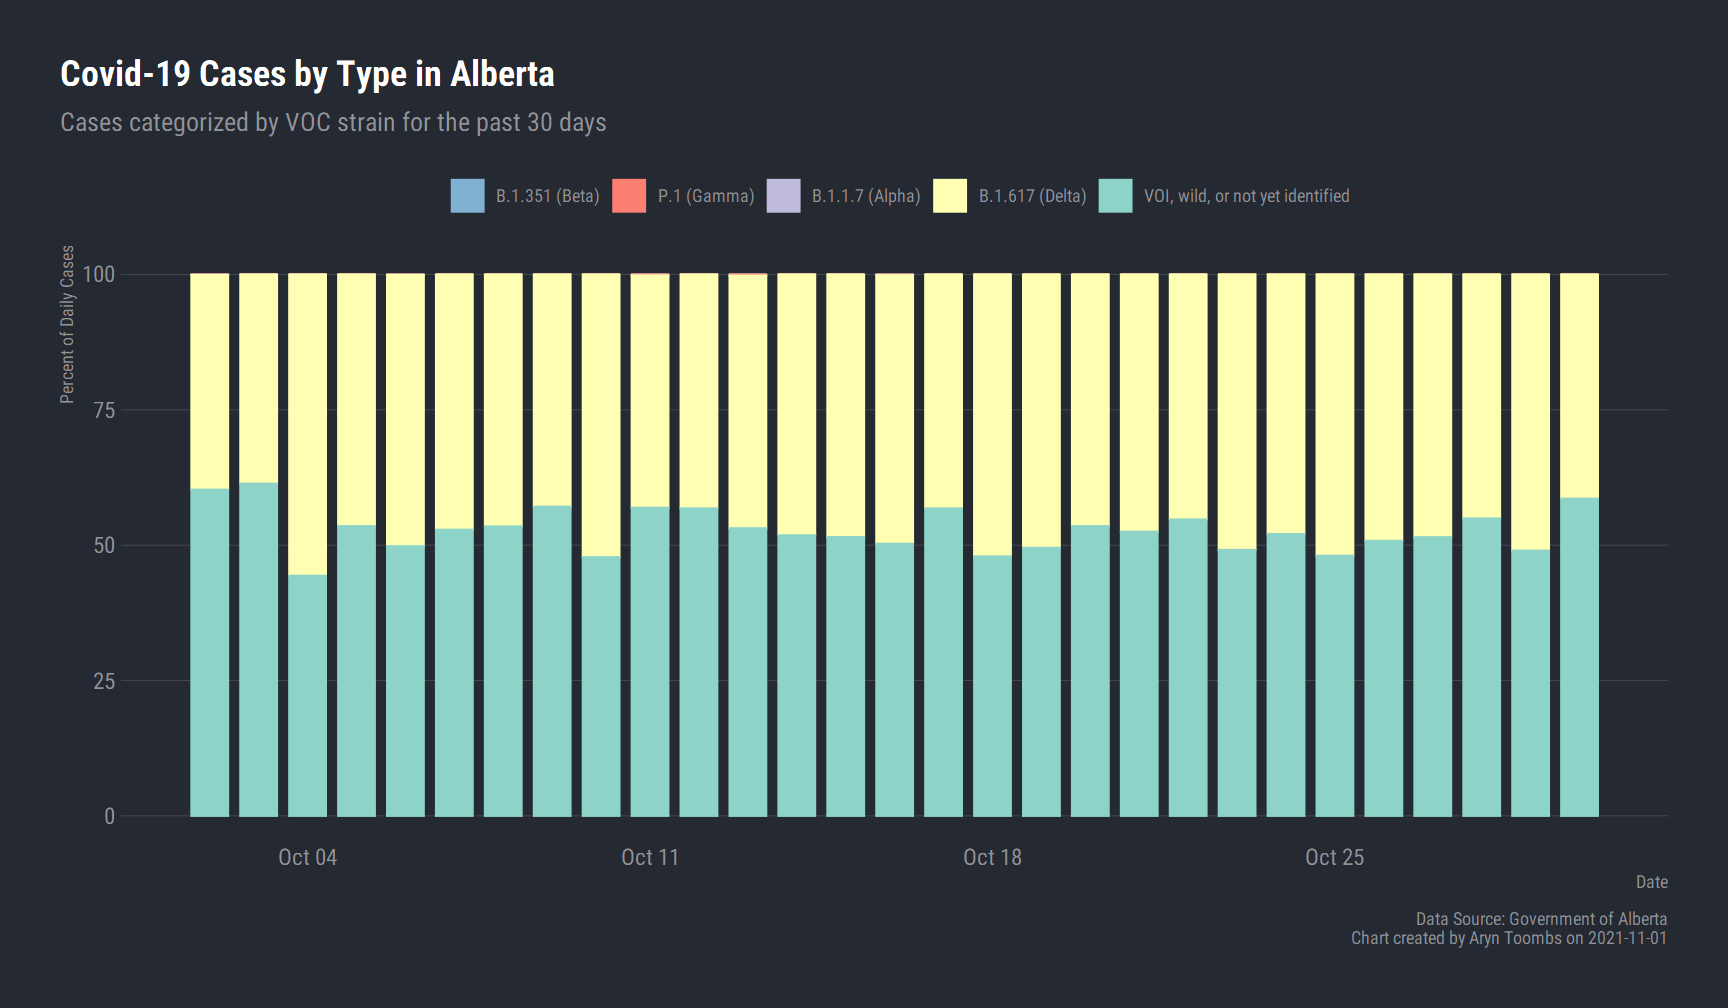 Covid-19 Cases by Type in Alberta
Cases categorized by VOC strain for the past 30 days
B.1.351 (Beta) P.1 (Gamma) B.1.1.7 (Alpha) B.1.617 (Delta) VOI, wild, or not yet identified
Percent of Daily Cases
100
75
50
25
0
Oct 04 Oct 11 Oct 18 Oct 25
Date
Data Source: Government of Alberta
Chart created by Aryn Toombs on 2021-11-01